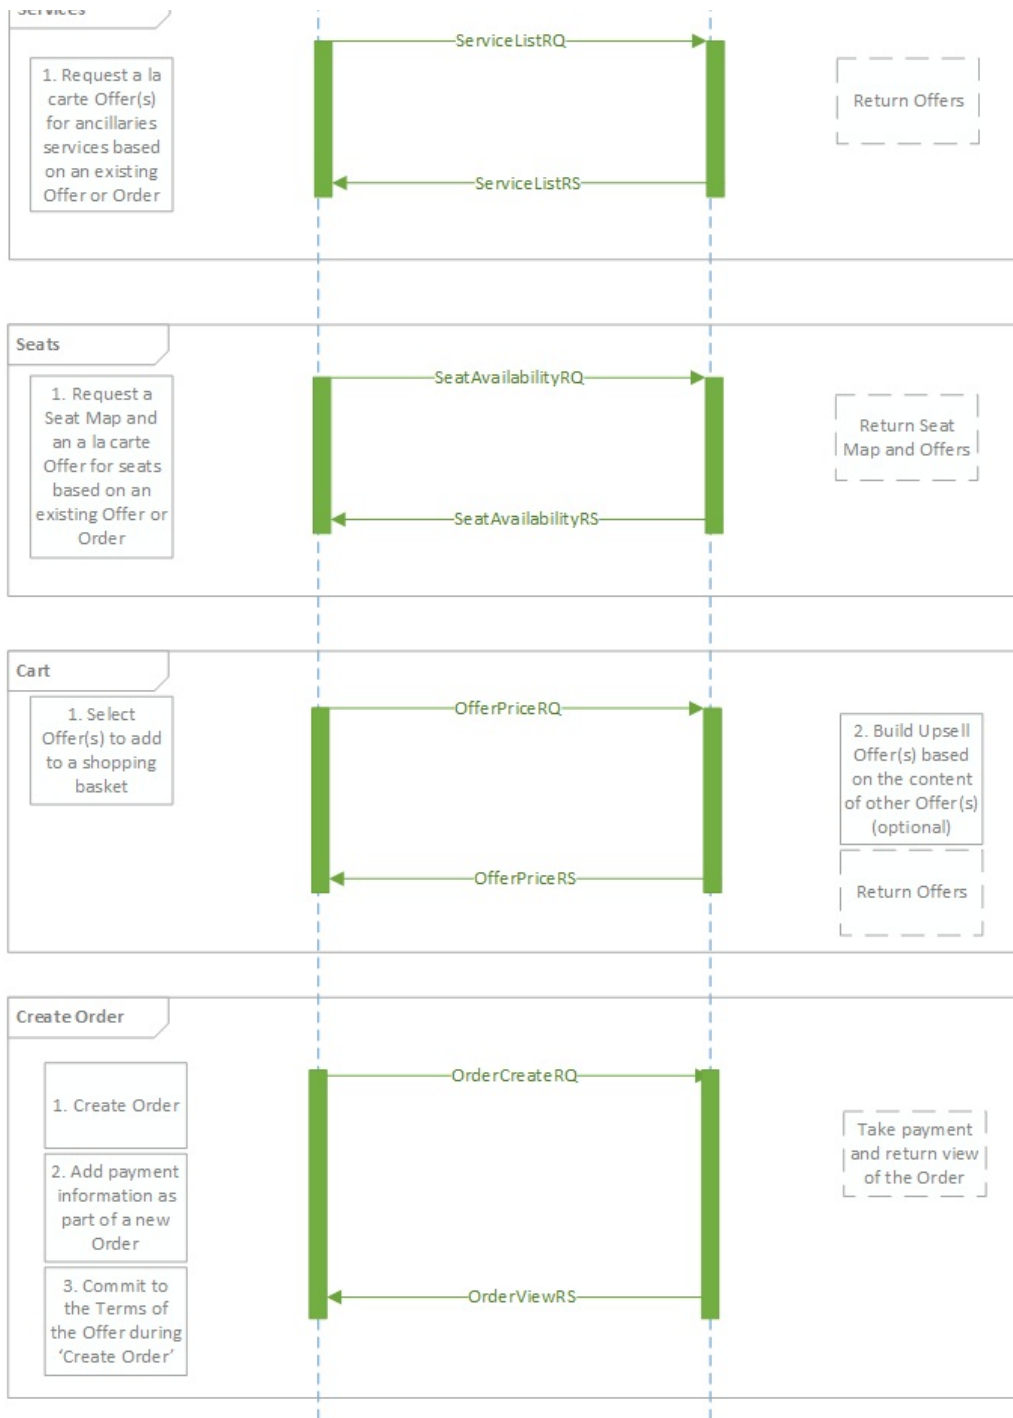 Services
ServiceListRQ
1. Request a la
carte Offer(s)
for ancillaries
services based
on an existing
Offer or Order
Return Offers
ServiceListRS
Seats
SeatAvailabilityRQ
1. Request a
Seat Map and
an a la carte
Offer for seats
based on an
existing Offer or
Order
Return Seat
Map and Offers
SeatAvailabilityRS
Cart
OfferPriceRQ
1. Select
Offer(s) to add
to a shopping
basket
2. Build Upsell
Offer(s) based
on the content
of other Offer(s)
(optional)
OfferPriceRS
Return Offers
Create Order
OrderCreateRQ
1. Create Order
Take payment
and return view
of the Order
2. Add payment
information as
part of a new
Order
3. Commit to
the Terms of
the Offer during
‘Create Order’
OrderViewRS